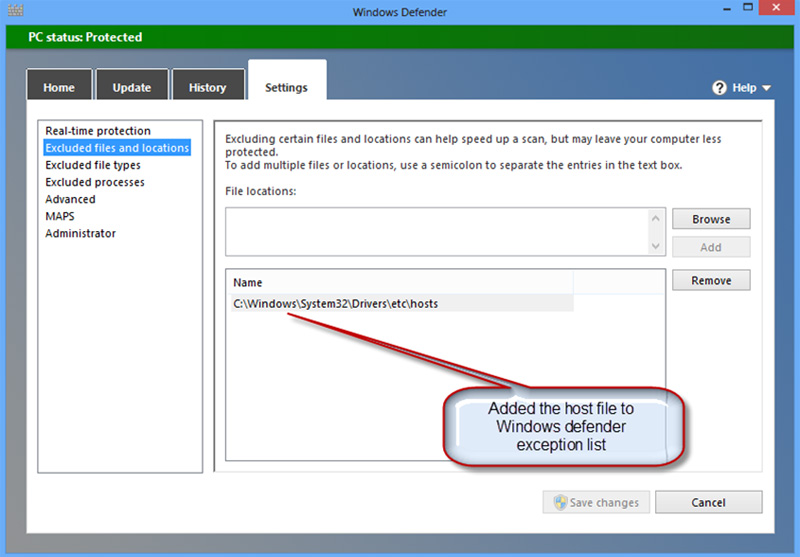 Windows Defender
PC status: Protected
Home
Update
History
Settings
Help
Real-time protection
Excluded files and locations
Excluded file types
Excluded processes
Advanced
MAPS
Administrator
Excluding certain files and locations can help speed up a scan, but may leave your computer less
protected.
To add multiple files or locations, use a semicolon to separate the entries in the text box.
File locations:
Browse
Add
Name
Remove
C:\Windows\System32\Drivers\etc\hosts
Added the host file to
Windows defender
exception list
Save changes
Cancel